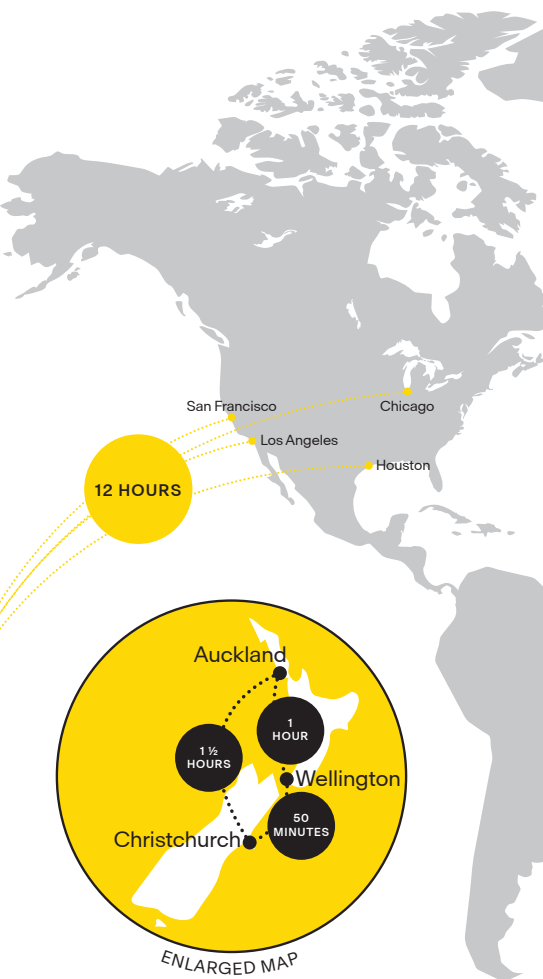 San Francisco
Chicago
Los Angeles
Houston
12 HOURS
Auckland
1
HOUR
1 ½
HOURS
Wellington
50
MINUTES
Christchurch
ENLARGED MAP